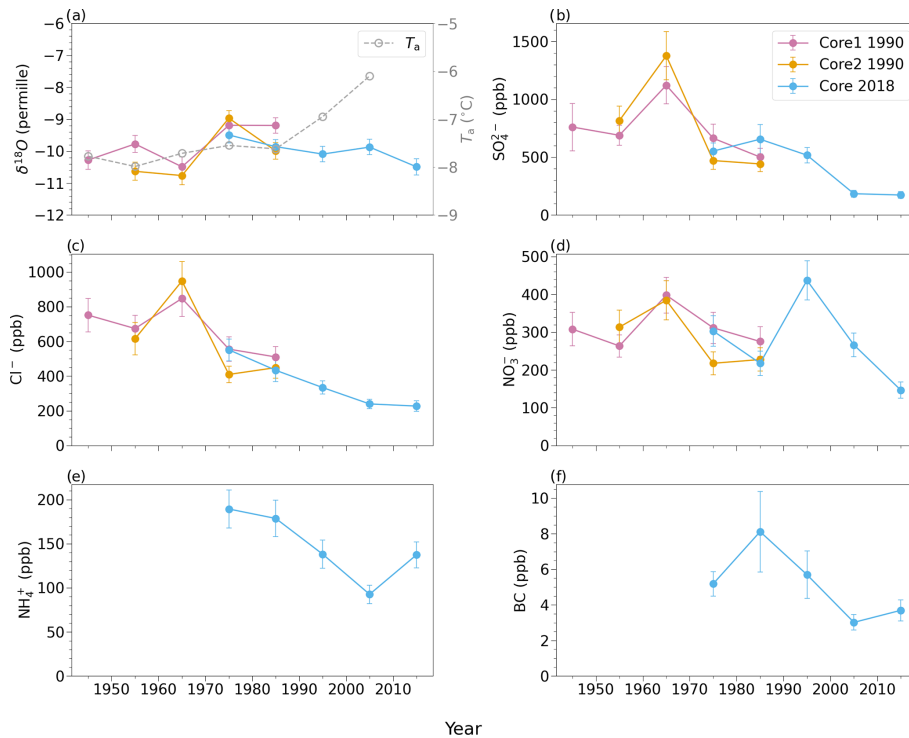 (a)
−6
−7
−8
−9
−10
−11
−12
δ¹⁸O (permille)
Tₐ
−5
−6
−7
−8
−9
Tₐ (°C)
(b)
1500
1000
500
0
SO₄²⁻ (ppb)
Core1 1990
Core2 1990
Core 2018
(c)
1000
800
600
400
200
0
Cl⁻ (ppb)
(d)
500
400
300
200
100
0
NO₃⁻ (ppb)
(e)
200
150
100
50
0
NH₄⁺ (ppb)
1950 1960 1970 1980 1990 2000 2010
(f)
10
8
6
4
2
0
BC (ppb)
1950 1960 1970 1980 1990 2000 2010
Year